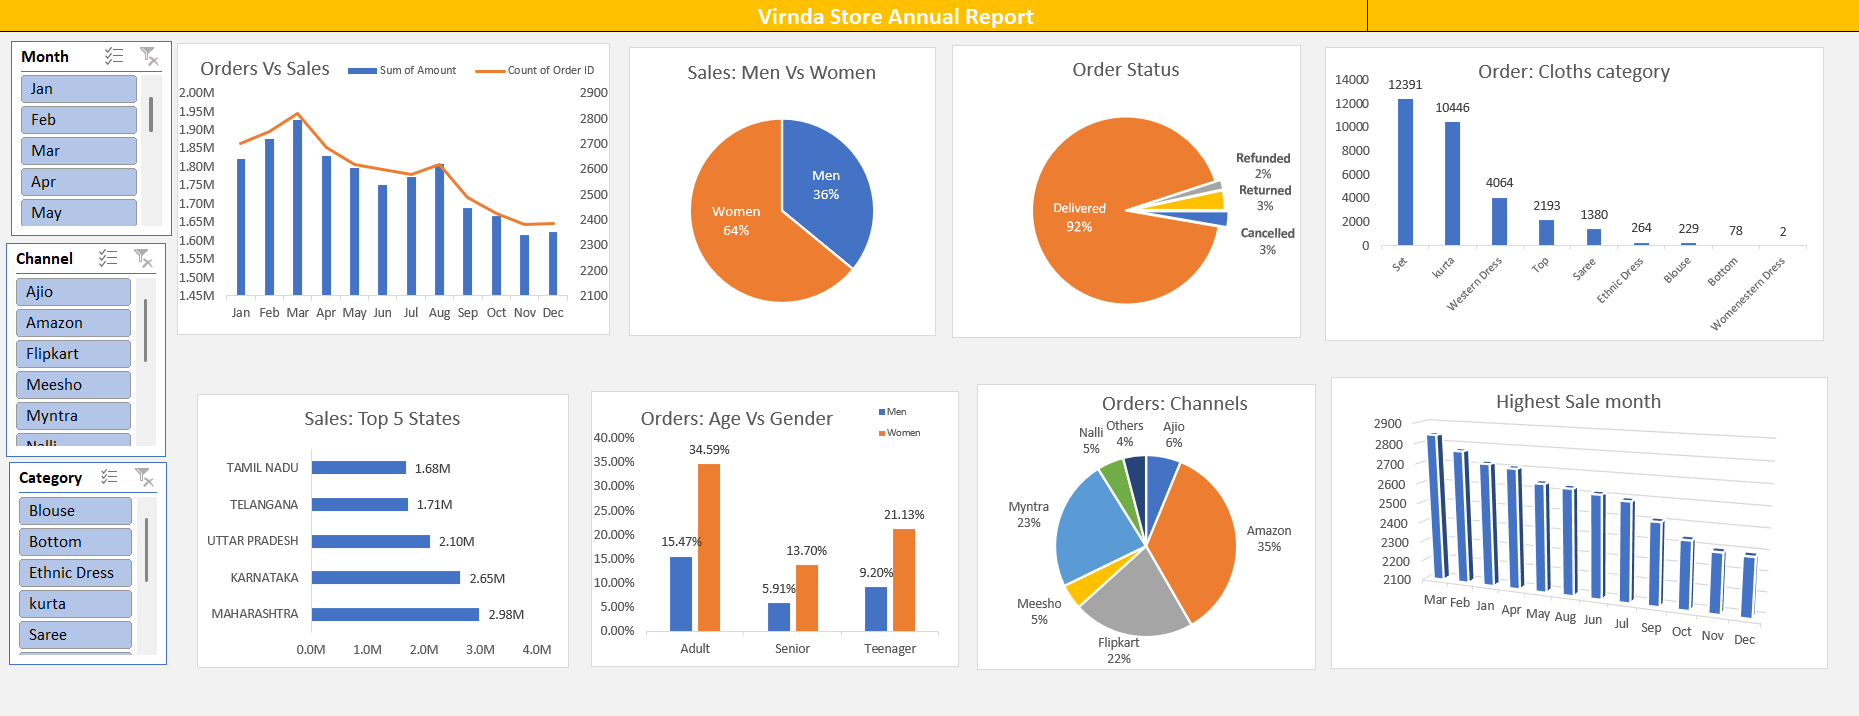 Virnda Store Annual Report
Month
Jan
Feb
Mar
Apr
May
Channel
Ajio
Amazon
Flipkart
Meesho
Myntra
Nalli
Category
Blouse
Bottom
Ethnic Dress
kurta
Saree
Orders Vs Sales
Sum of Amount
Count of Order ID
2.00M
1.95M
1.90M
1.85M
1.80M
1.75M
1.70M
1.65M
1.60M
1.55M
1.50M
1.45M
2900
2800
2700
2600
2500
2400
2300
2200
2100
Jan Feb Mar Apr May Jun Jul Aug Sep Oct Nov Dec
Sales: Men Vs Women
Men
36%
Women
64%
Order Status
Refunded
2%
Returned
3%
Delivered
92%
Cancelled
3%
Order: Cloths category
14000
12000
10000
8000
6000
4000
2000
0
12391
10446
4064
2193
1380
264
229
78
2
Set
kurta
Western Dress
Top
Saree
Ethnic Dress
Blouse
Bottom
Womenestern Dress
Sales: Top 5 States
TAMIL NADU 1.68M
TELANGANA 1.71M
UTTAR PRADESH 2.10M
KARNATAKA 2.65M
MAHARASHTRA 2.98M
0.0M 1.0M 2.0M 3.0M 4.0M
Orders: Age Vs Gender
Men
Women
40.00%
35.00%
30.00%
25.00%
20.00%
15.00%
10.00%
5.00%
0.00%
15.47%
34.59%
5.91%
13.70%
9.20%
21.13%
Adult Senior Teenager
Orders: Channels
Ajio
6%
Amazon
35%
Flipkart
22%
Meesho
5%
Myntra
23%
Nalli
5%
Others
4%
Highest Sale month
2900
2800
2700
2600
2500
2400
2300
2200
2100
Mar Feb Jan Apr May Aug Jun Jul Sep Oct Nov Dec